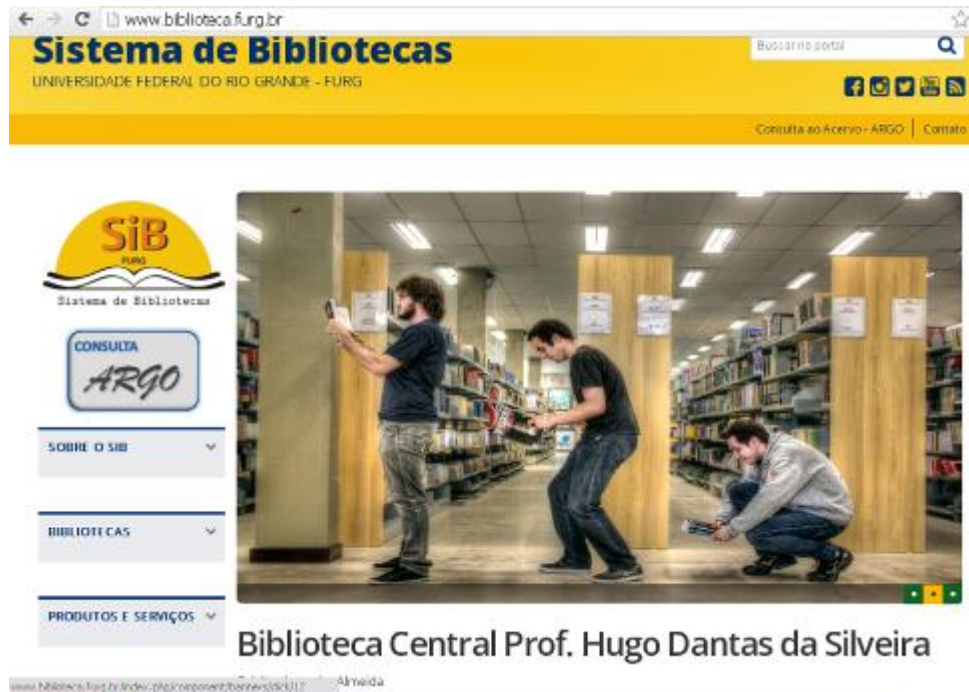 www.biblioteca.furg.br
Sistema de Bibliotecas
Buscar no portal
UNIVERSIDADE FEDERAL DO RIO GRANDE - FURG
Consulta ao Acervo - ARGO | Contato
SiB
FURG
Sistema de Bibliotecas
CONSULTA
ARGO
SOBRE O SIB
BIBLIOTECAS
PRODUTOS E SERVIÇOS
Biblioteca Central Prof. Hugo Dantas da Silveira
Almeida